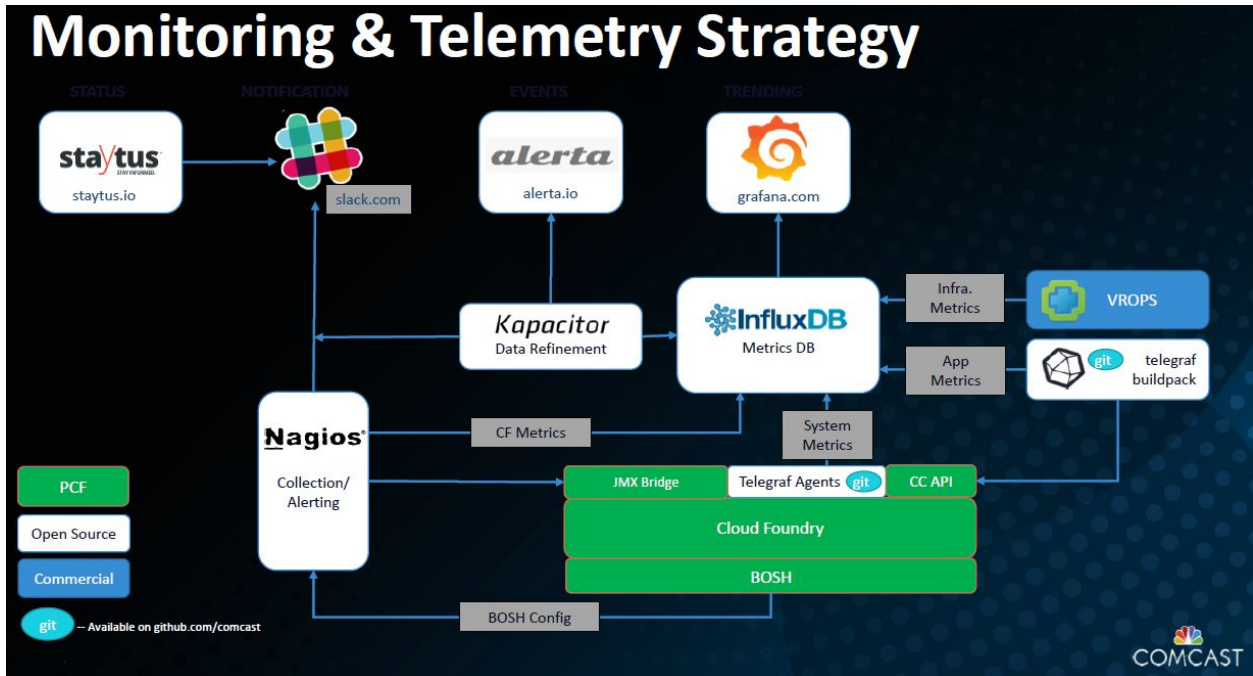 Monitoring & Telemetry Strategy
STATUS
NOTIFICATION
EVENTS
TRENDING
staytus
STAY INFORMED.
staytus.io
slack.com
alerta
alerta.io
grafana.com
Kapacitor
Data Refinement
InfluxDB
Metrics DB
Infra.
Metrics
VROPS
App
Metrics
git
telegraf
buildpack
Nagios®
Collection/
Alerting
CF Metrics
System
Metrics
JMX Bridge
Telegraf Agents
git
CC API
Cloud Foundry
BOSH
BOSH Config
PCF
Open Source
Commercial
git
-- Available on github.com/comcast
COMCAST